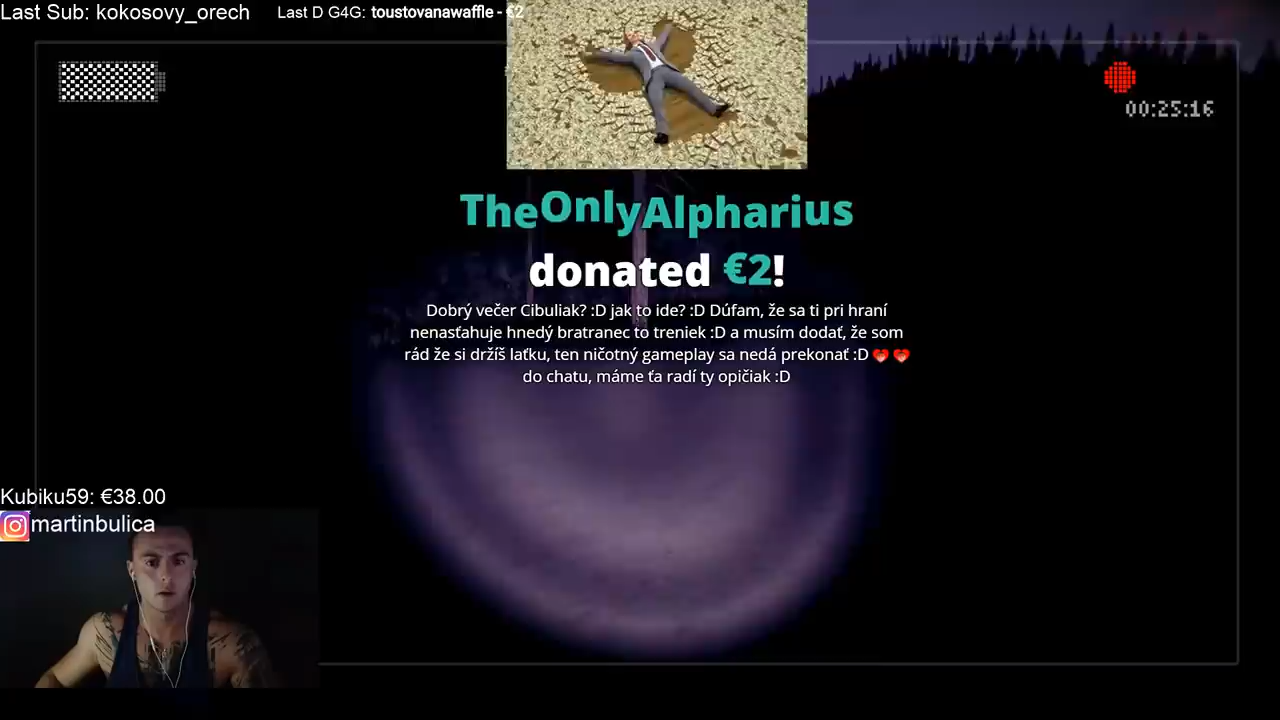 Last Sub: kokosovy_orech
Last D G4G: toustovanawaffle - €2
00:25:16
TheOnlyAlpharius
donated €2!
Dobrý večer Cibuliak? :D jak to ide? :D Dúfam, že sa ti pri hraní
nenasťahuje hnedý bratranec to treniek :D a musím dodať, že som
rád že si držíš laťku, ten ničotný gameplay sa nedá prekonať :D
do chatu, máme ťa radí ty opičiak :D
Kubiku59: €38.00
martinbulica